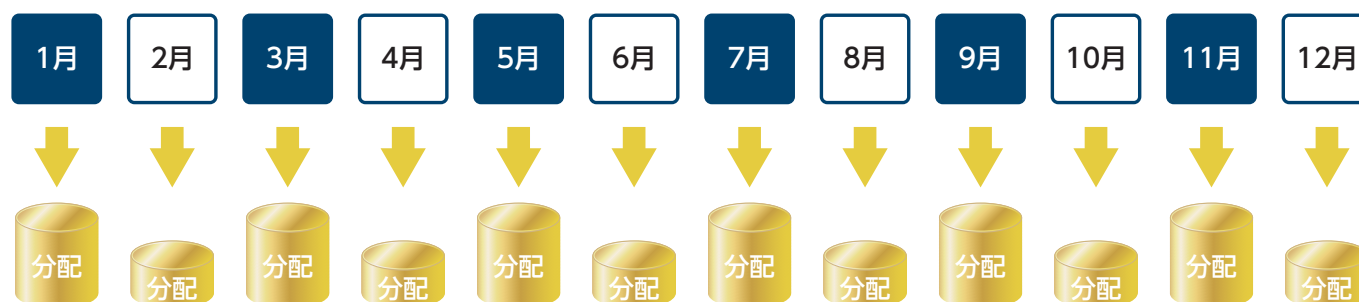 1月 2月 3月 4月 5月 6月 7月 8月 9月 10月 11月 12月
分配 分配 分配 分配 分配 分配 分配 分配 分配 分配 分配 分配